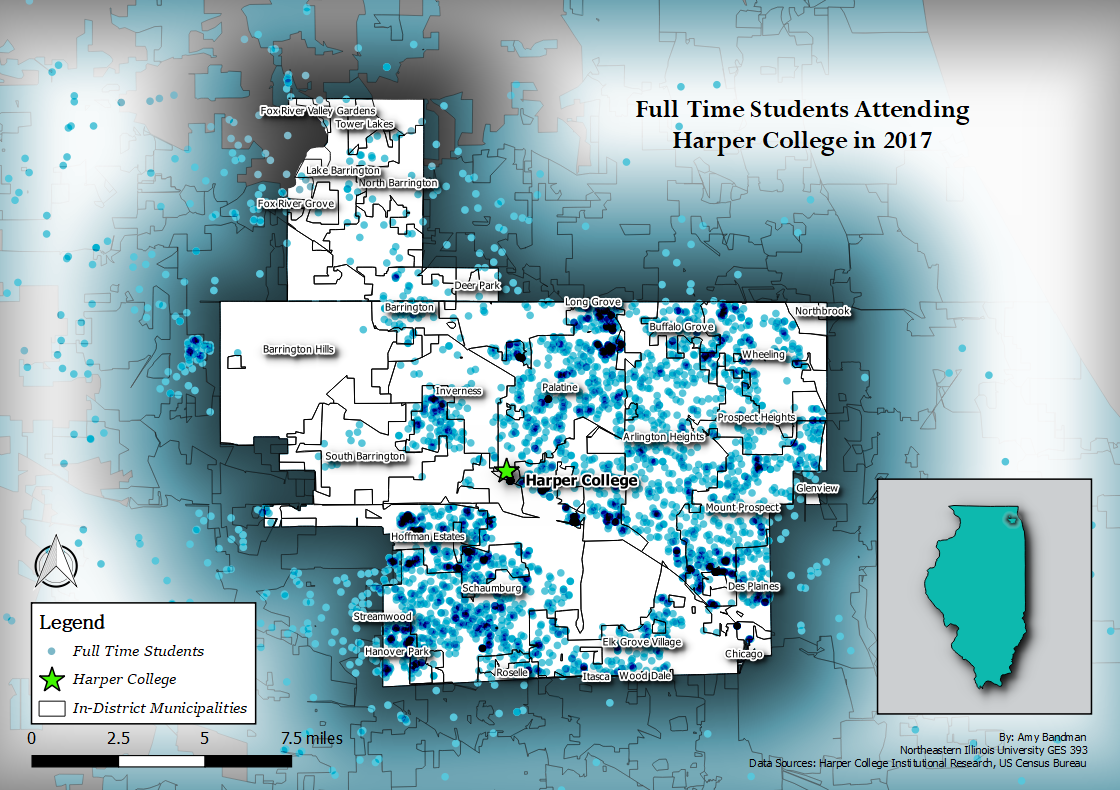 Full Time Students Attending
Harper College in 2017
Fox River Valley Gardens
Tower Lakes
Lake Barrington
North Barrington
Fox River Grove
Deer Park
Barrington
Long Grove
Northbrook
Buffalo Grove
Barrington Hills
Wheeling
Inverness
Palatine
Prospect Heights
Arlington Heights
South Barrington
Harper College
Glenview
Mount Prospect
Hoffman Estates
Schaumburg
Des Plaines
Streamwood
Elk Grove Village
Hanover Park
Chicago
Roselle
Itasca
Wood Dale
Legend
Full Time Students
Harper College
In-District Municipalities
0 2.5 5 7.5 miles
By: Amy Bandman
Northeastern Illinois University GES 393
Data Sources: Harper College Institutional Research, US Census Bureau